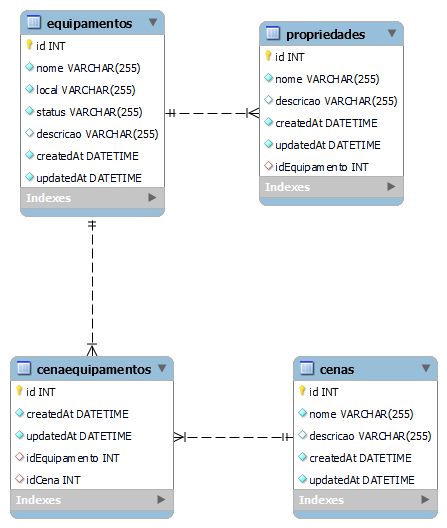 equipamentos
id INT
nome VARCHAR(255)
local VARCHAR(255)
status VARCHAR(255)
descricao VARCHAR(255)
createdAt DATETIME
updatedAt DATETIME
Indexes
propriedades
id INT
nome VARCHAR(255)
descricao VARCHAR(255)
createdAt DATETIME
updatedAt DATETIME
idEquipamento INT
Indexes
cenaequipamentos
id INT
createdAt DATETIME
updatedAt DATETIME
idEquipamento INT
idCena INT
Indexes
cenas
id INT
nome VARCHAR(255)
descricao VARCHAR(255)
createdAt DATETIME
updatedAt DATETIME
Indexes